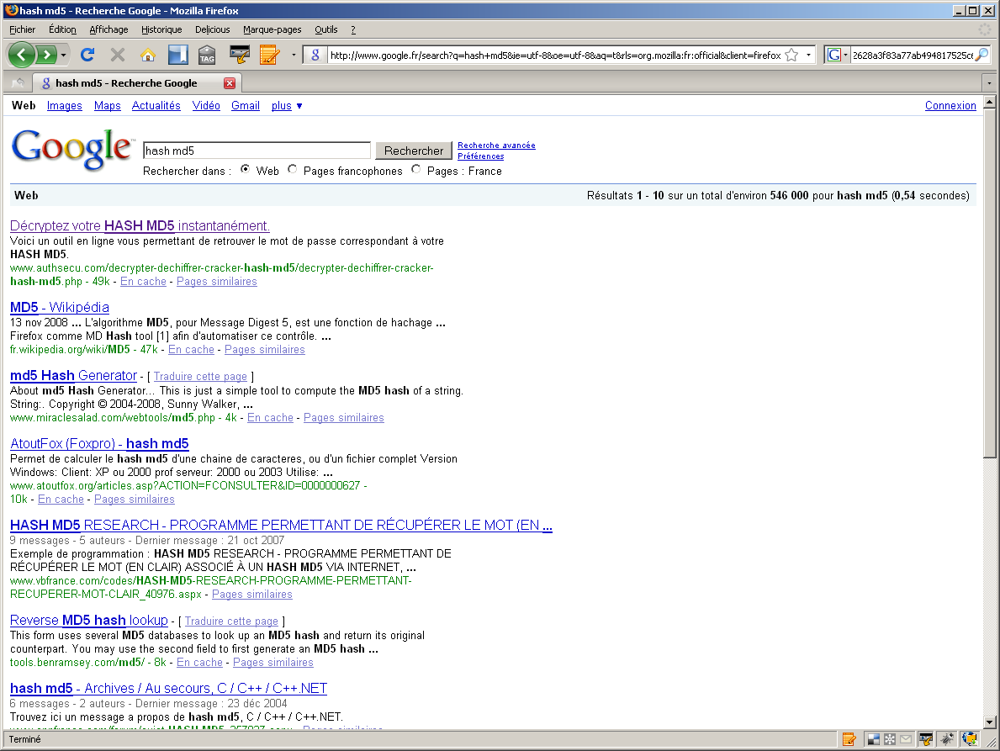 hash md5 - Recherche Google - Mozilla Firefox
Fichier Édition Affichage Historique Delicious Marque-pages Outils ?
TAG
http://www.google.fr/search?q=hash+md5&ie=utf-8&oe=utf-8&aq=t&rls=org.mozilla:fr:official&client=firefox
2628a3f83a77ab494817525c
hash md5 - Recherche Google
Web Images Maps Actualités Vidéo Gmail plus ▼ Connexion
Google™
hash md5 Rechercher Recherche avancée
Préférences
Rechercher dans : Web Pages francophones Pages : France
Web Résultats 1 - 10 sur un total d'environ 546 000 pour hash md5 (0,54 secondes)
Décryptez votre HASH MD5 instantanément.
Voici un outil en ligne vous permettant de retrouver le mot de passe correspondant à votre
HASH MD5.
www.authsecu.com/decrypter-dechiffrer-cracker-hash-md5/decrypter-dechiffrer-cracker-
hash-md5.php - 49k - En cache - Pages similaires
MD5 - Wikipédia
13 nov 2008 ... L'algorithme MD5, pour Message Digest 5, est une fonction de hachage ...
Firefox comme MD Hash tool [1] afin d'automatiser ce contrôle. ...
fr.wikipedia.org/wiki/MD5 - 47k - En cache - Pages similaires
md5 Hash Generator - [ Traduire cette page ]
About md5 Hash Generator... This is just a simple tool to compute the MD5 hash of a string.
String:. Copyright © 2004-2008, Sunny Walker, ...
www.miraclesalad.com/webtools/md5.php - 4k - En cache - Pages similaires
AtoutFox (Foxpro) - hash md5
Permet de calculer le hash md5 d'une chaine de caracteres, ou d'un fichier complet Version
Windows: Client: XP ou 2000 prof serveur: 2000 ou 2003 Utilise: ...
www.atoutfox.org/articles.asp?ACTION=FCONSULTER&ID=0000000627 -
10k - En cache - Pages similaires
HASH MD5 RESEARCH - PROGRAMME PERMETTANT DE RÉCUPÉRER LE MOT (EN ...
9 messages - 5 auteurs - Dernier message : 21 oct 2007
Exemple de programmation : HASH MD5 RESEARCH - PROGRAMME PERMETTANT DE
RÉCUPÉRER LE MOT (EN CLAIR) ASSOCIÉ À UN HASH MD5 VIA INTERNET, ...
www.vbfrance.com/codes/HASH-MD5-RESEARCH-PROGRAMME-PERMETTANT-
RECUPERER-MOT-CLAIR_40976.aspx - Pages similaires
Reverse MD5 hash lookup - [ Traduire cette page ]
This form uses several MD5 databases to look up an MD5 hash and return its original
counterpart. You may use the second field to first generate an MD5 hash ...
tools.benramsey.com/md5/ - 8k - En cache - Pages similaires
hash md5 - Archives / Au secours, C / C++ / C++.NET
6 messages - 2 auteurs - Dernier message : 23 déc 2004
Trouvez ici un message a propos de hash md5, C / C++ / C++.NET.
Terminé